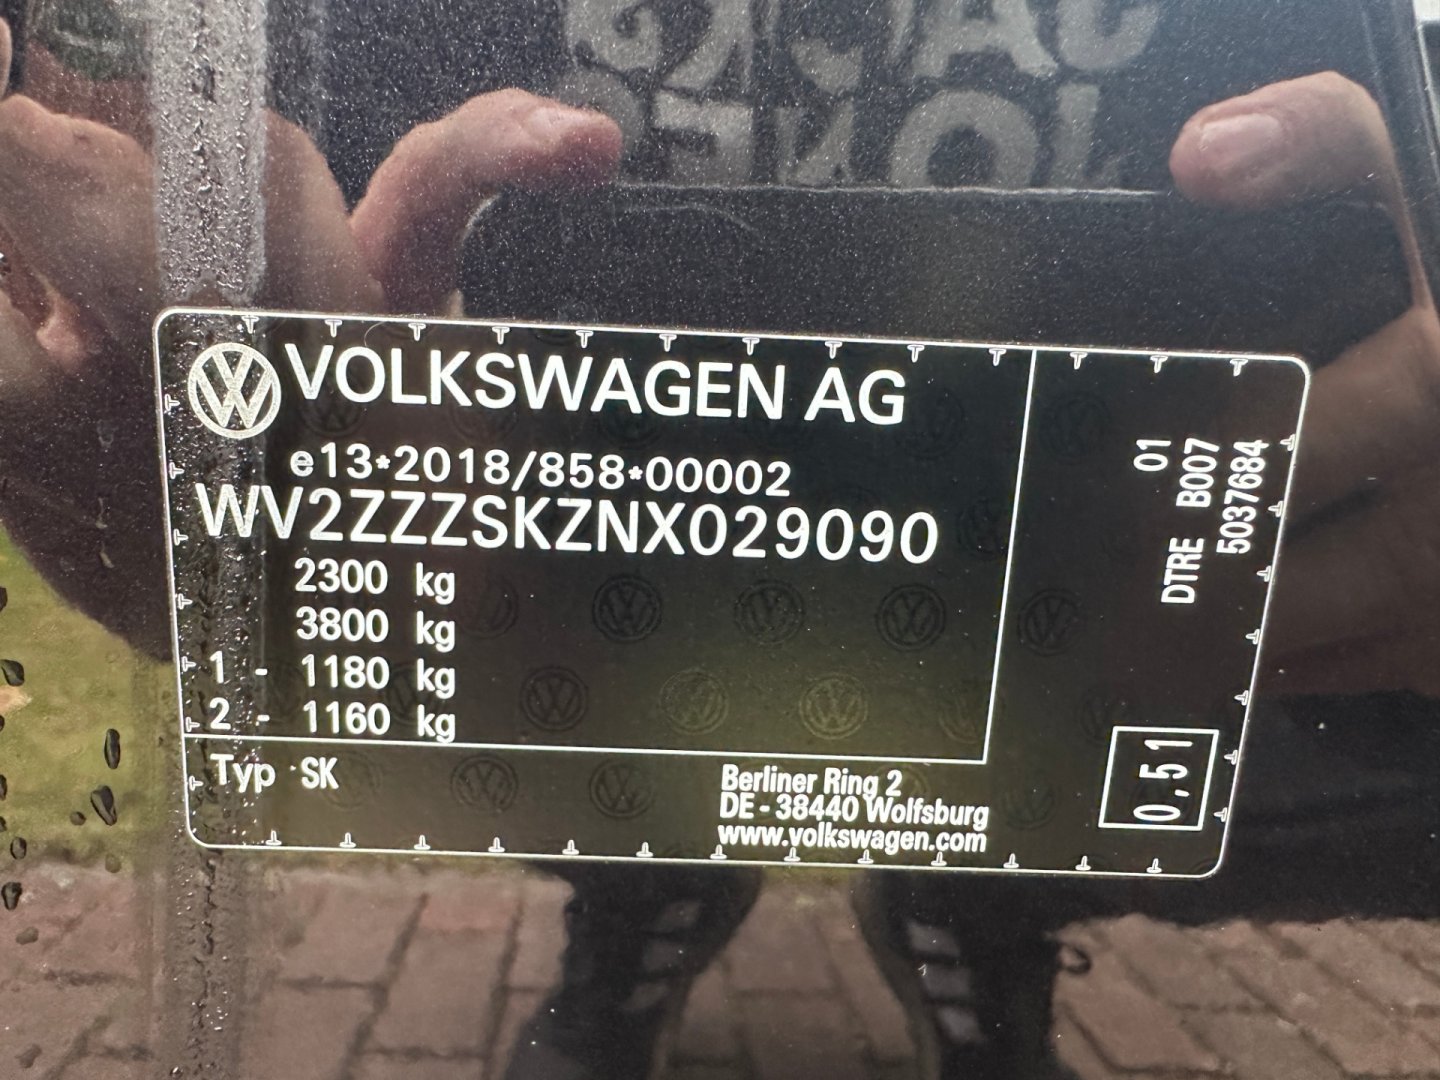 VOLKSWAGEN AG
e13*2018/858*00002
WV2ZZZSKZNX029090
2300 kg
3800 kg
1 - 1180 kg
2 - 1160 kg
Typ SK
Berliner Ring 2
DE - 38440 Wolfsburg
www.volkswagen.com
01
DTRE B007
5037684
0,51